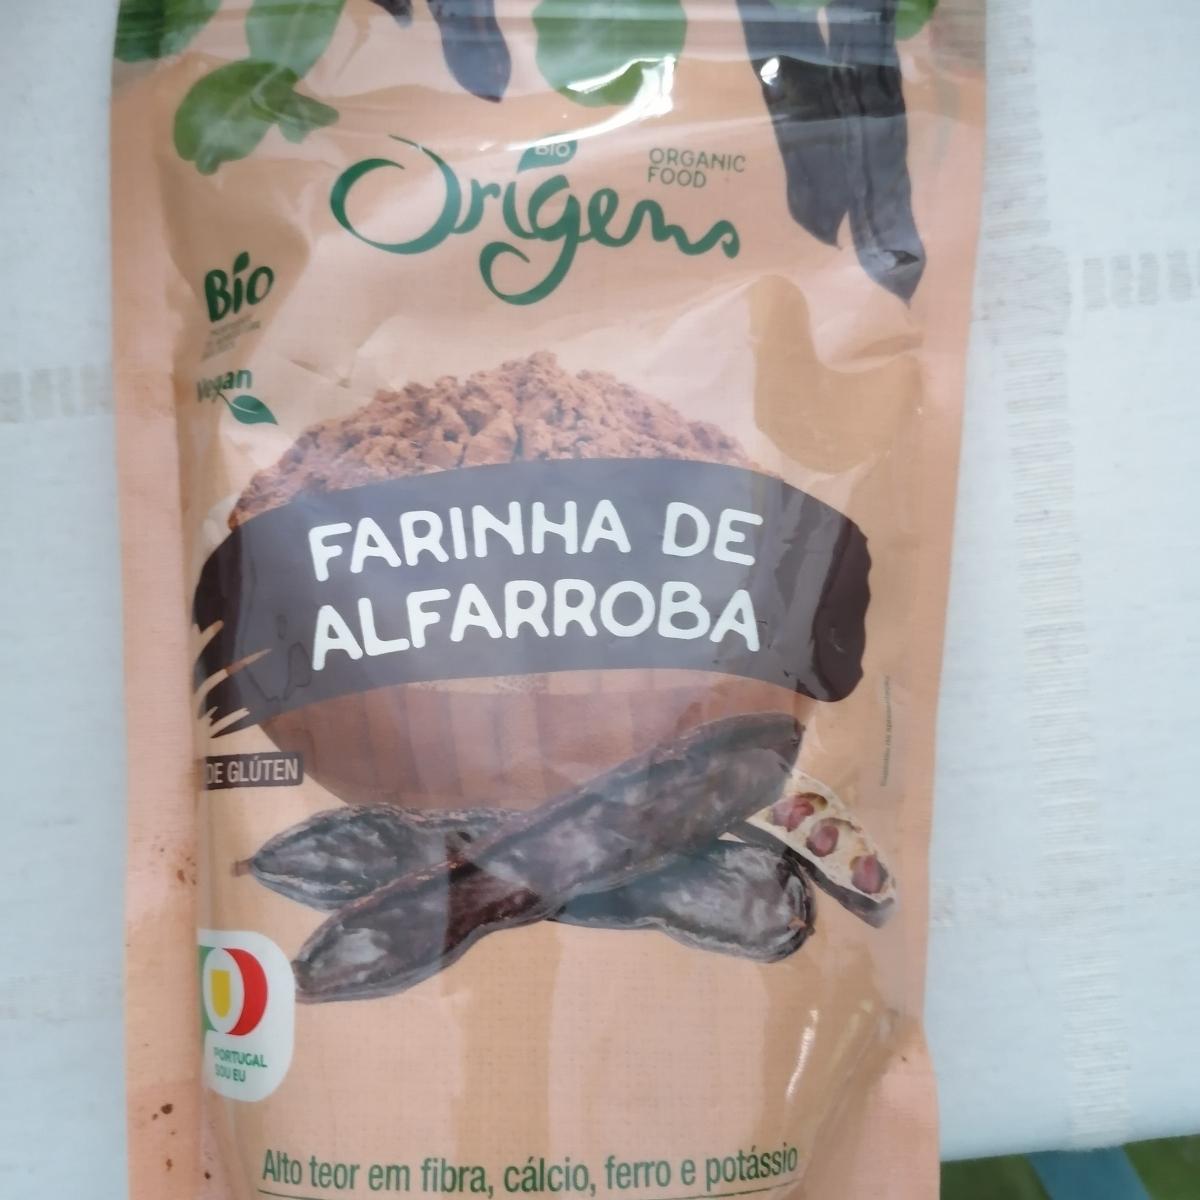 BIO
Origens
ORGANIC
FOOD
Bio
Vegan
FARINHA DE
ALFARROBA
DE GLÚTEN
PORTUGAL
SOU EU
Alto teor em fibra, cálcio, ferro e potássio